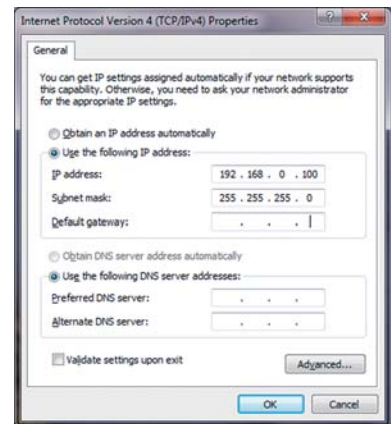 Internet Protocol Version 4 (TCP/IPv4) Properties
General
You can get IP settings assigned automatically if your network supports
this capability. Otherwise, you need to ask your network administrator
for the appropriate IP settings.
Obtain an IP address automatically
Use the following IP address:
IP address: 192 . 168 . 0 . 100
Subnet mask: 255 . 255 . 255 . 0
Default gateway: . . .
Obtain DNS server address automatically
Use the following DNS server addresses:
Preferred DNS server: . . .
Alternate DNS server: . . .
Validate settings upon exit
Advanced...
OK Cancel